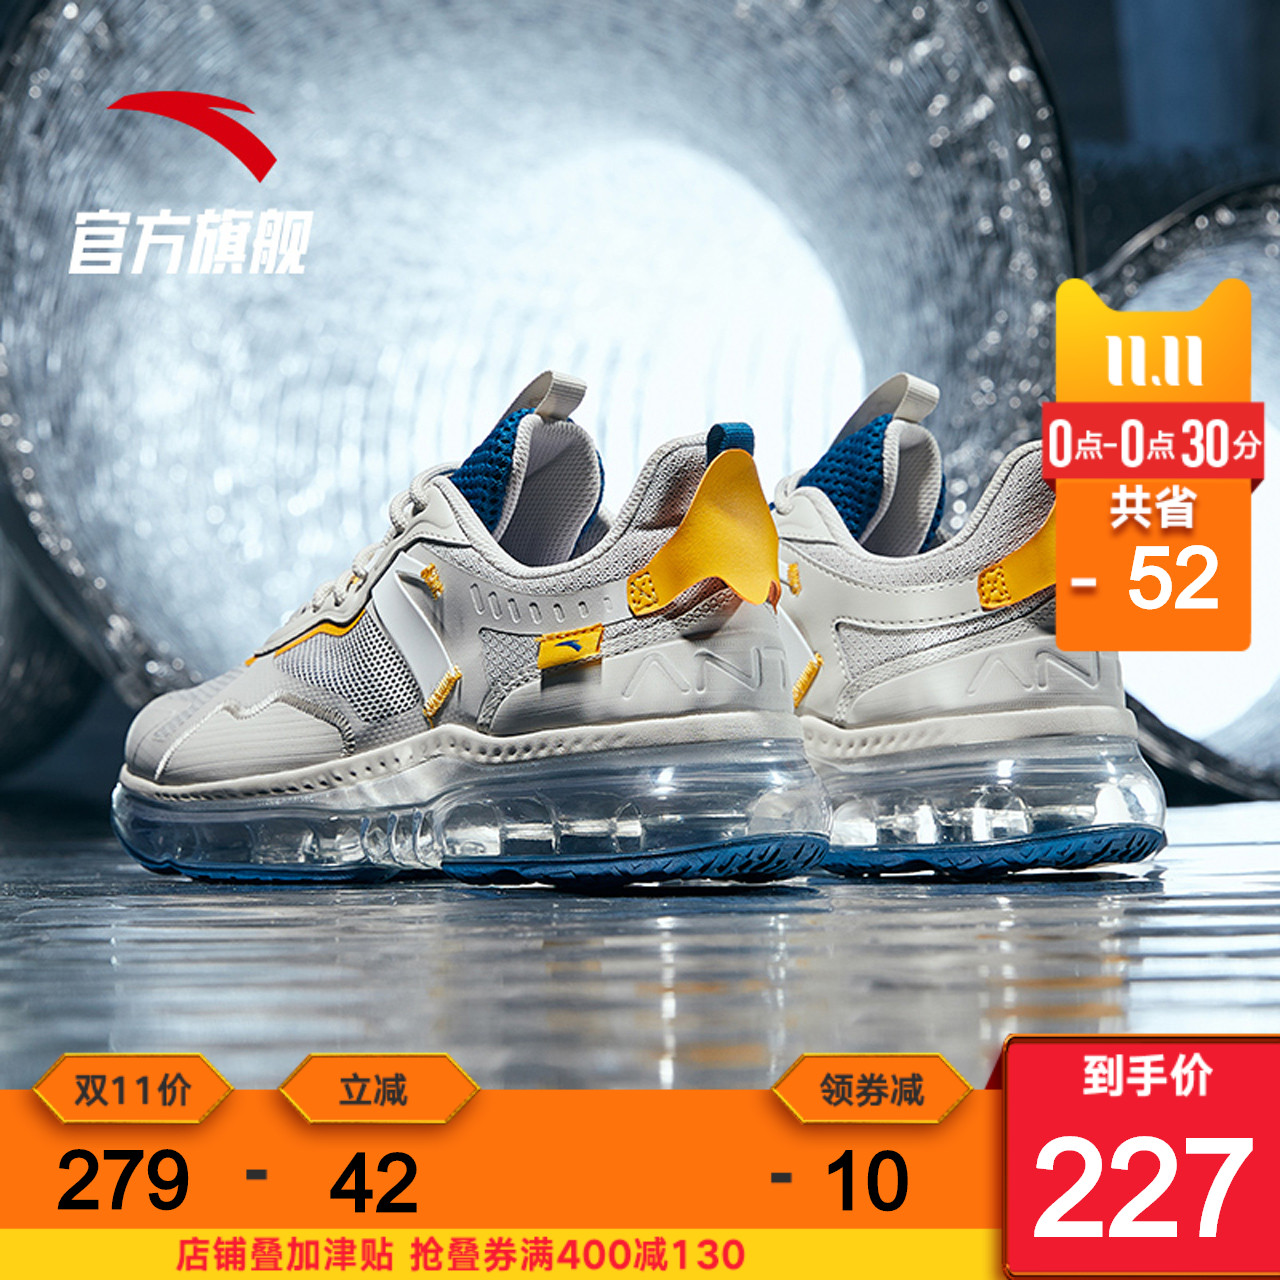 官方旗舰
11.11
0点-0点30分
共省
- 52
ANT
双11价 立减 领券减 到手价
279 - 42 - 10 227
店铺叠加津贴 抢叠券满400减130